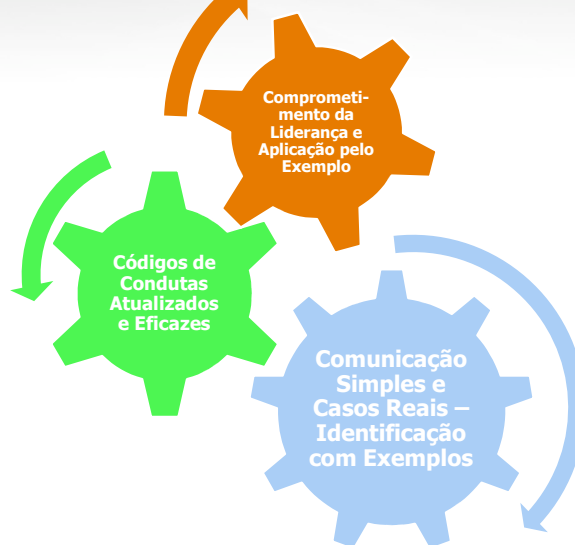 Comprometi-
mento da
Liderança e
Aplicação pelo
Exemplo
Códigos de
Condutas
Atualizados
e Eficazes
Comunicação
Simples e
Casos Reais –
Identificação
com Exemplos